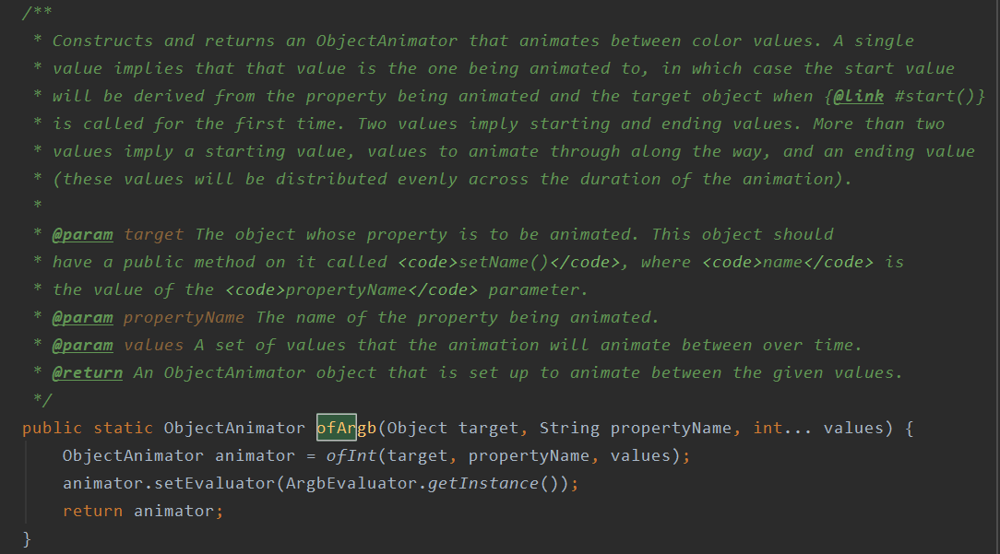 /**
* Constructs and returns an ObjectAnimator that animates between color values. A single
* value implies that that value is the one being animated to, in which case the start value
* will be derived from the property being animated and the target object when {@link #start()}
* is called for the first time. Two values imply starting and ending values. More than two
* values imply a starting value, values to animate through along the way, and an ending value
* (these values will be distributed evenly across the duration of the animation).
*
* @param target The object whose property is to be animated. This object should
* have a public method on it called <code>setName()</code>, where <code>name</code> is
* the value of the <code>propertyName</code> parameter.
* @param propertyName The name of the property being animated.
* @param values A set of values that the animation will animate between over time.
* @return An ObjectAnimator object that is set up to animate between the given values.
*/
public static ObjectAnimator ofArgb(Object target, String propertyName, int... values) {
ObjectAnimator animator = ofInt(target, propertyName, values);
animator.setEvaluator(ArgbEvaluator.getInstance());
return animator;
}